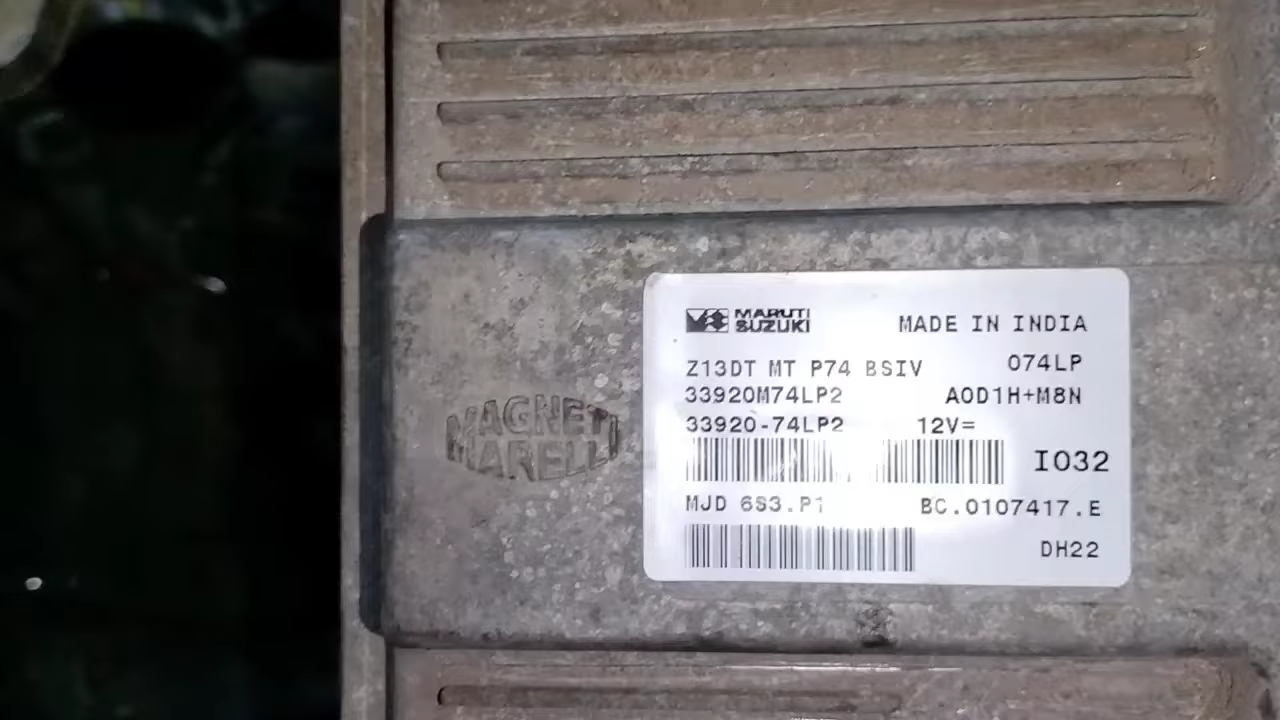 MAGNETI
MARELLI
MARUTI
SUZUKI
MADE IN INDIA
Z13DT MT P74 BSIV 074LP
33920M74LP2 A0D1H+M8N
33920-74LP2 12V=
I032
MJD 6S3.P1 BC.0107417.E
DH22